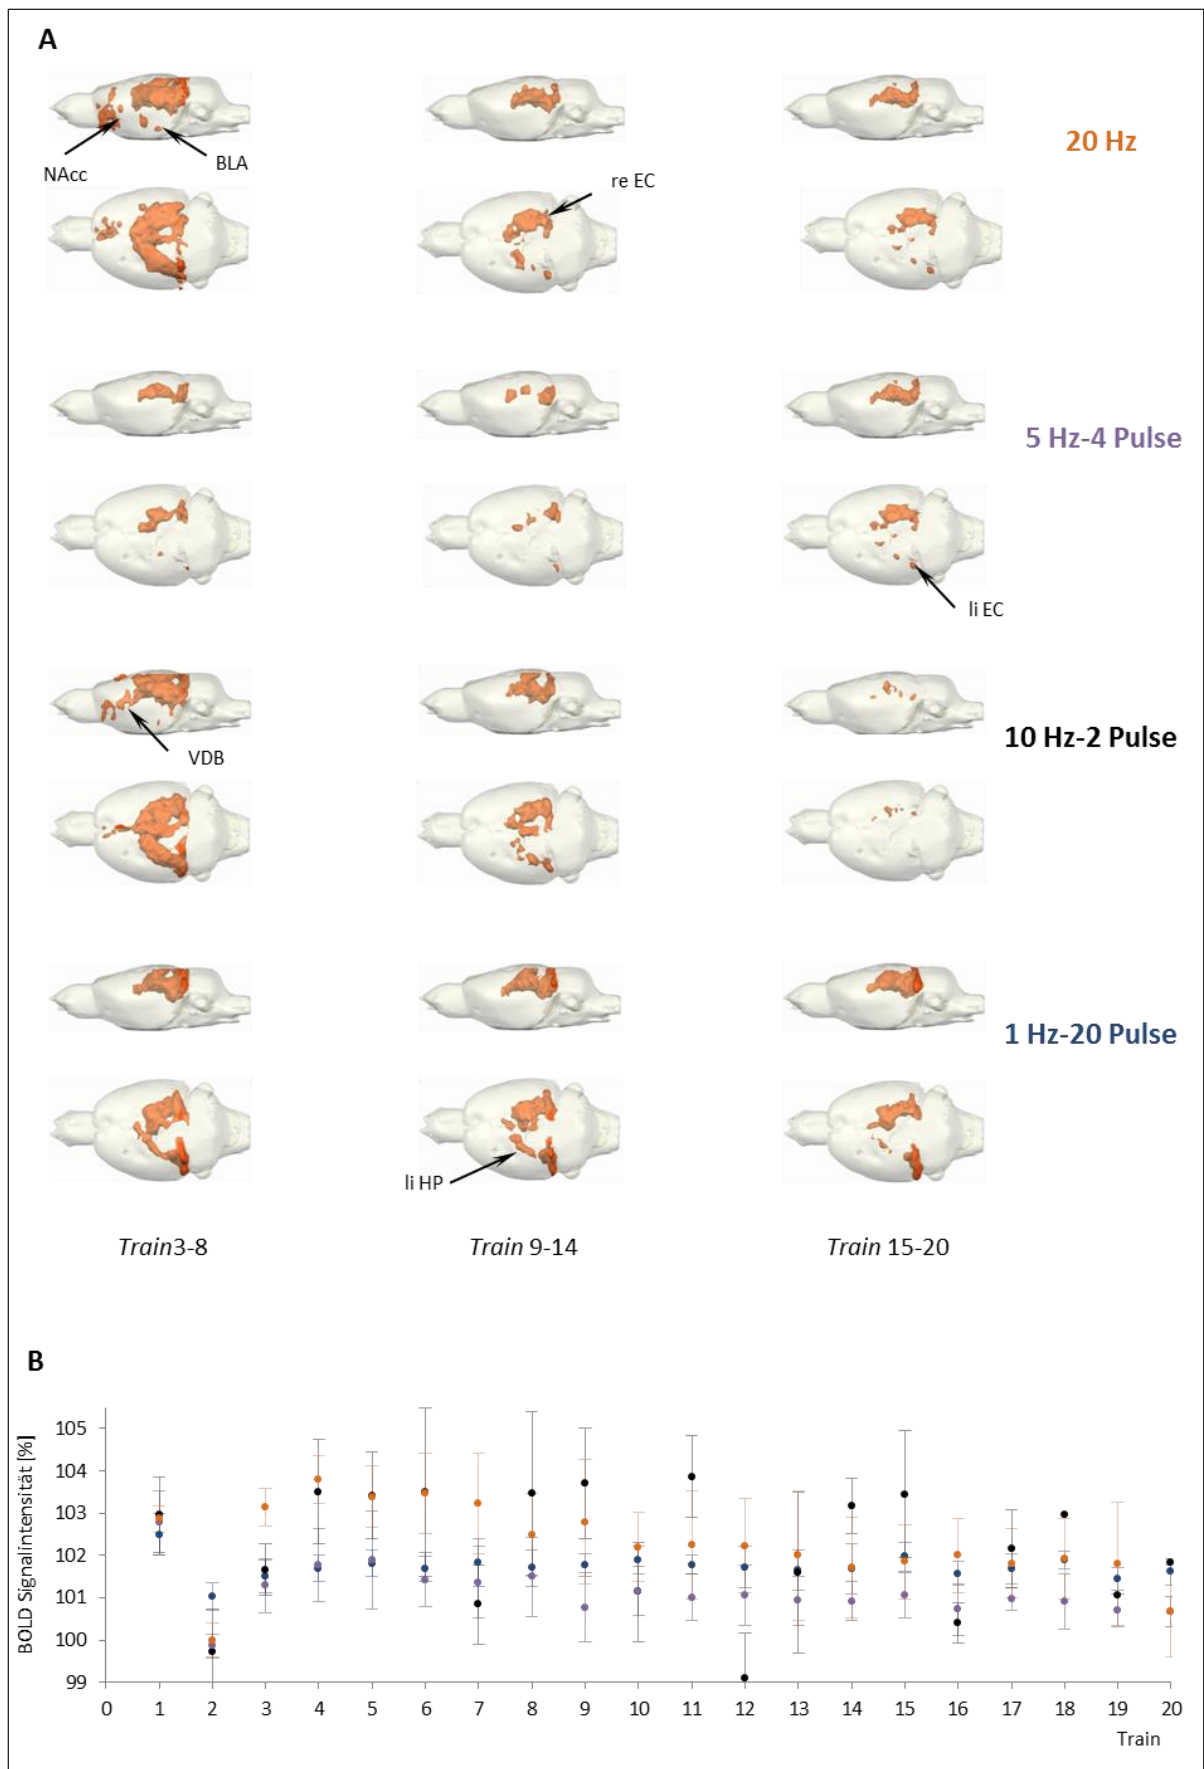 A
20 Hz
NAcc
BLA
re EC
5 Hz-4 Pulse
li EC
10 Hz-2 Pulse
VDB
1 Hz-20 Pulse
li HP
Train3-8
Train 9-14
Train 15-20
B
BOLD Signalintensität [%]
105
104
103
102
101
100
99
0 1 2 3 4 5 6 7 8 9 10 11 12 13 14 15 16 17 18 19 20
Train